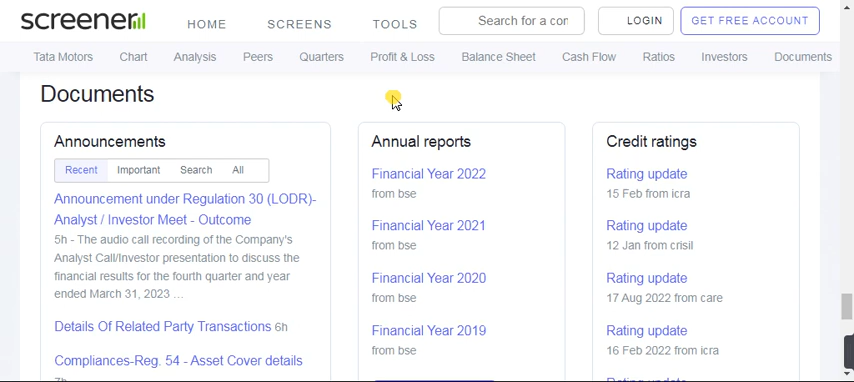 screener
HOME
SCREENS
TOOLS
Search for a con
LOGIN
GET FREE ACCOUNT
Tata Motors
Chart
Analysis
Peers
Quarters
Profit & Loss
Balance Sheet
Cash Flow
Ratios
Investors
Documents
Documents
Announcements
Recent
Important
Search
All
Announcement under Regulation 30 (LODR)-
Analyst / Investor Meet - Outcome
5h - The audio call recording of the Company's
Analyst Call/Investor presentation to discuss the
financial results for the fourth quarter and year
ended March 31, 2023 ...
Details Of Related Party Transactions 6h
Compliances-Reg. 54 - Asset Cover details
Annual reports
Financial Year 2022
from bse
Financial Year 2021
from bse
Financial Year 2020
from bse
Financial Year 2019
from bse
Credit ratings
Rating update
15 Feb from icra
Rating update
12 Jan from crisil
Rating update
17 Aug 2022 from care
Rating update
16 Feb 2022 from icra